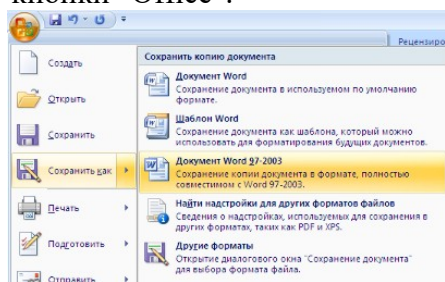 кнопки "Office".
Рецензиро
Создать
Открыть
Сохранить
Сохранить как
Печать
Подготовить
Отправить
Сохранить копию документа
Документ Word
Сохранение документа в используемом по умолчанию
формате.
Шаблон Word
Сохранение документа как шаблона, который можно
использовать для форматирования будущих документов.
Документ Word 97-2003
Сохранение копии документа в формате, полностью
совместимом с Word 97-2003.
Найти надстройки для других форматов файлов
Сведения о надстройках, используемых для сохранения в
других форматах, таких как PDF и XPS.
Другие форматы
Открытие диалогового окна "Сохранение документа"
для выбора формата файла.